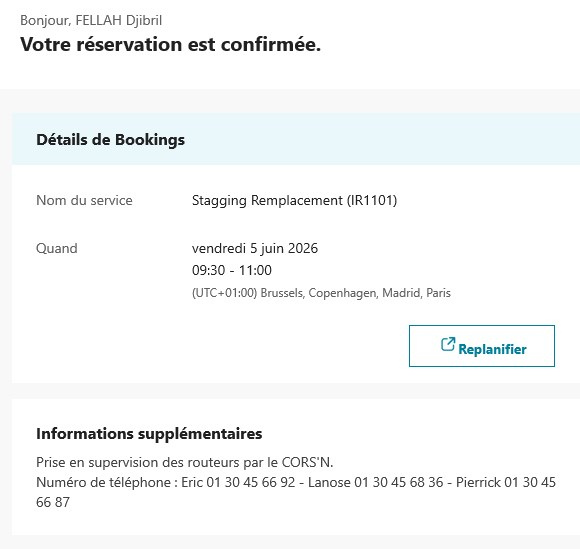 Bonjour, FELLAH Djibril
Votre réservation est confirmée.
Détails de Bookings
Nom du service
Stagging Remplacement (IR1101)
Quand
vendredi 5 juin 2026
09:30 - 11:00
(UTC+01:00) Brussels, Copenhagen, Madrid, Paris
Replanifier
Informations supplémentaires
Prise en supervision des routeurs par le CORS'N.
Numéro de téléphone : Eric 01 30 45 66 92 - Lanose 01 30 45 68 36 - Pierrick 01 30 45
66 87